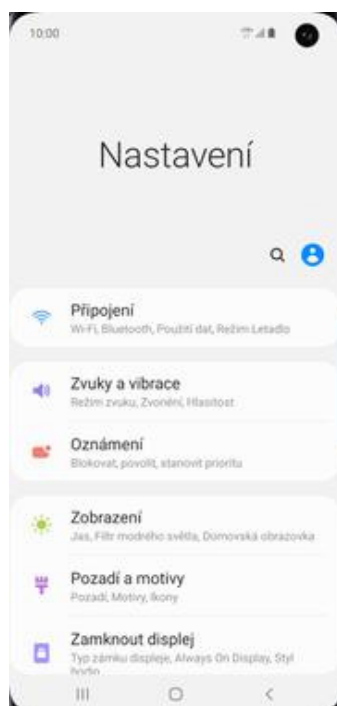 10:00
Nastavení
Připojení
Wi-Fi, Bluetooth, Použití dat, Režim Letadlo
Zvuky a vibrace
Režim zvuku, Zvonění, Hlasitost
Oznámení
Blokovat, povolit, stanovit prioritu
Zobrazení
Jas, Filtr modrého světla, Domovská obrazovka
Pozadí a motivy
Pozadí, Motivy, Ikony
Zamknout displej
Typ zámku displeje, Always On Display, Styl
hodin